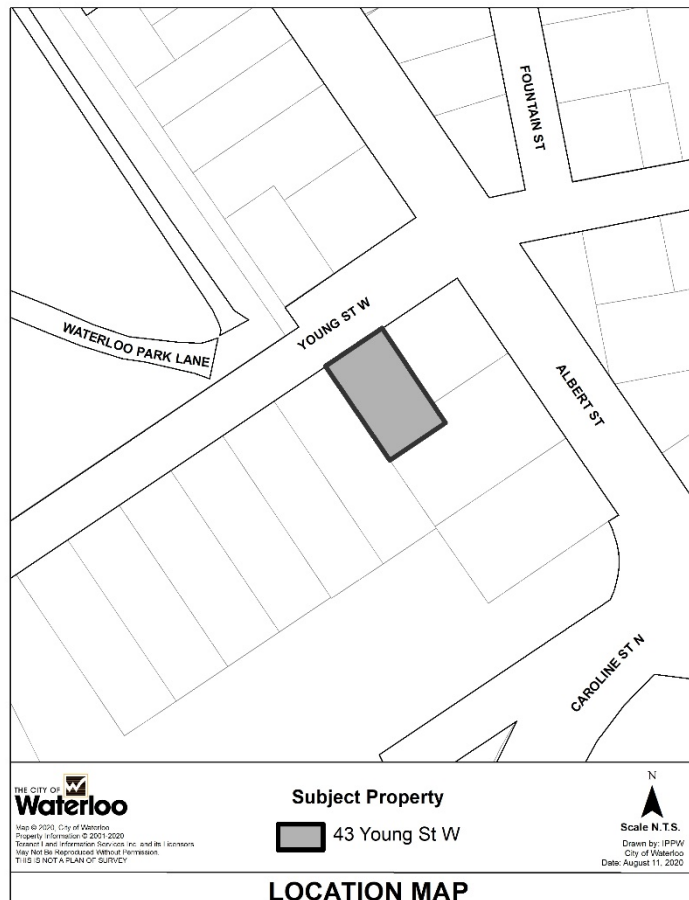 FOUNTAIN ST
YOUNG ST W
WATERLOO PARK LANE
ALBERT ST
CAROLINE ST N
THE CITY OF
Waterloo
Map © 2020, City of Waterloo
Property Information © 2001-2020
Teranet Land Information Services Inc. and its Licensors
May Not Be Reproduced Without Permission.
THIS IS NOT A PLAN OF SURVEY
Subject Property
43 Young St W
N
Scale N.T.S.
Drawn by: IPPW
City of Waterloo
Date: August 11, 2020
LOCATION MAP